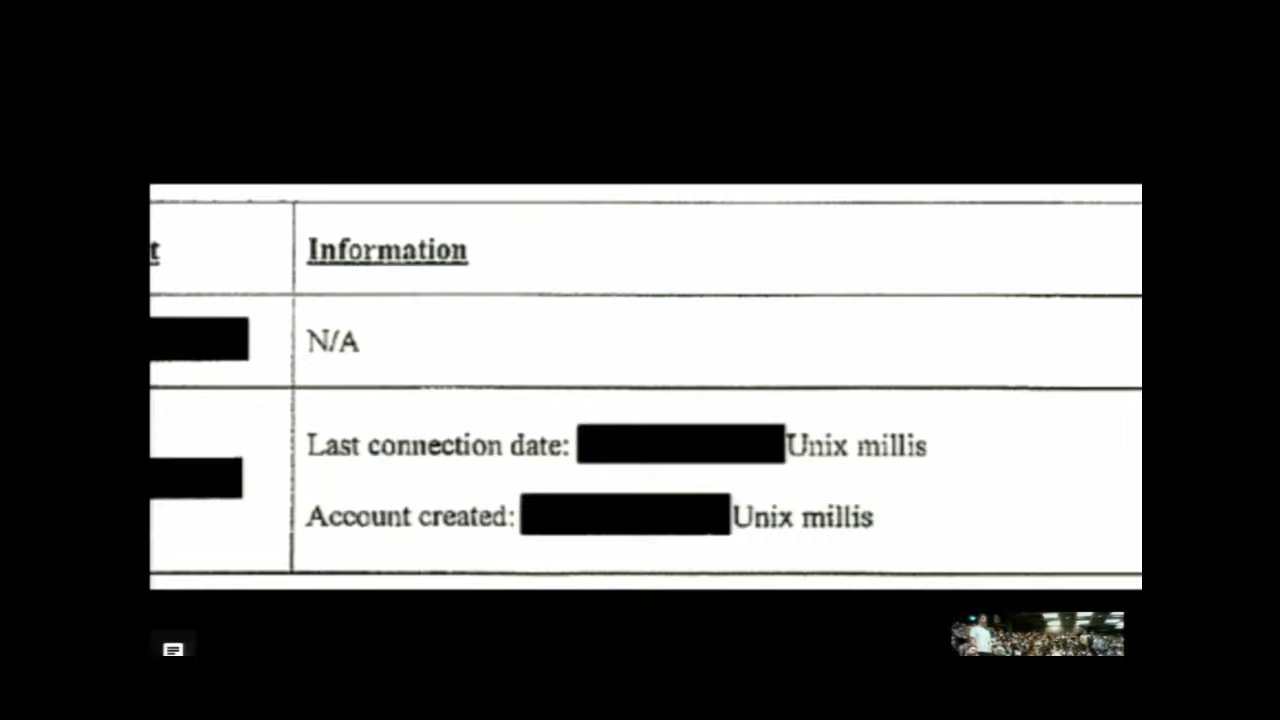 t
Information
N/A
Last connection date: Unix millis
Account created: Unix millis